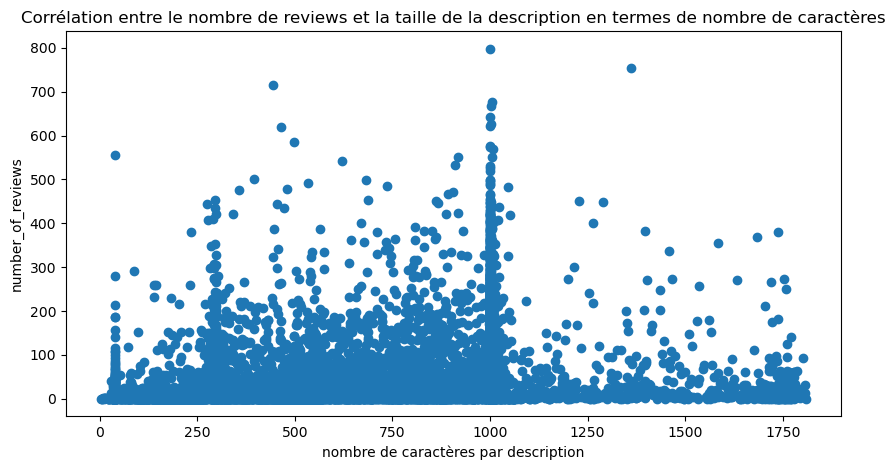 Corrélation entre le nombre de reviews et la taille de la description en termes de nombre de caractères
800
700
600
500
400
300
200
100
0
number_of_reviews
0 250 500 750 1000 1250 1500 1750
nombre de caractères par description